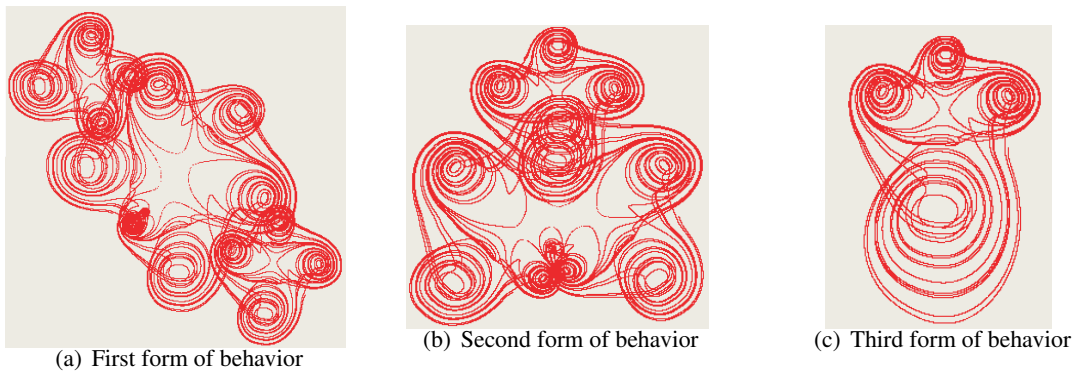 (a) First form of behavior
(b) Second form of behavior
(c) Third form of behavior